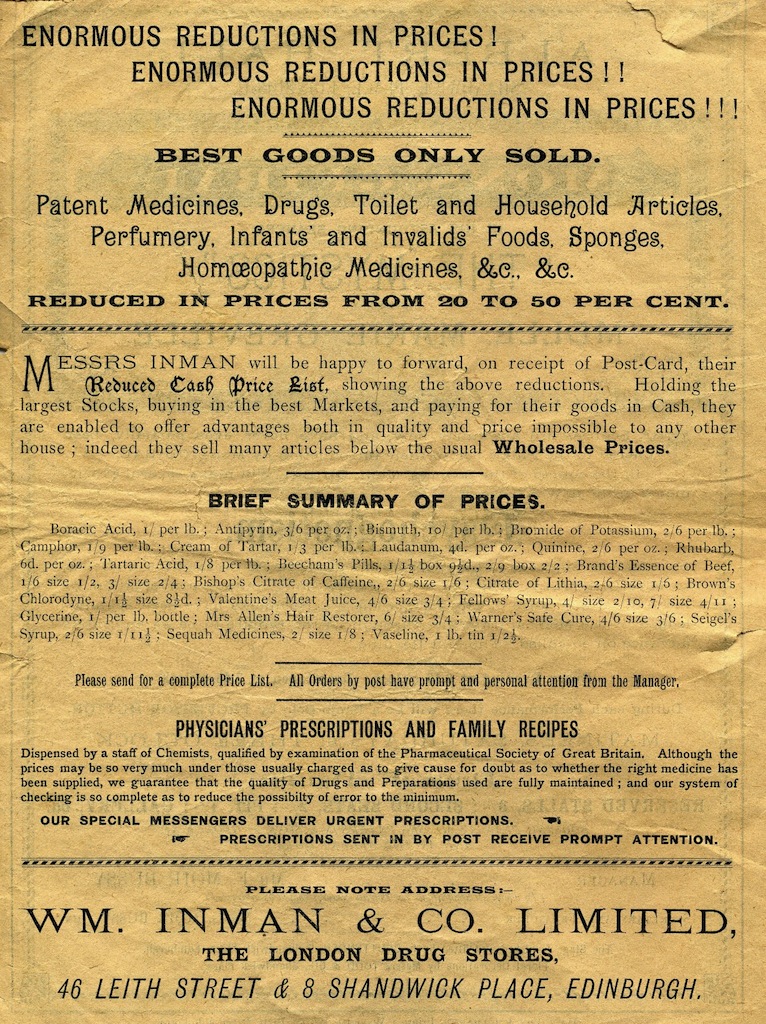 ENORMOUS REDUCTIONS IN PRICES!
ENORMOUS REDUCTIONS IN PRICES!!
ENORMOUS REDUCTIONS IN PRICES!!!
BEST GOODS ONLY SOLD.
Patent Medicines, Drugs, Toilet and Household Articles,
Perfumery, Infants' and Invalids' Foods, Sponges,
Homœopathic Medicines, &c., &c.
REDUCED IN PRICES FROM 20 TO 50 PER CENT.
MESSRS INMAN will be happy to forward, on receipt of Post-Card, their
Reduced Cash Price List, showing the above reductions. Holding the
largest Stocks, buying in the best Markets, and paying for their goods in Cash, they
are enabled to offer advantages both in quality and price impossible to any other
house; indeed they sell many articles below the usual Wholesale Prices.
BRIEF SUMMARY OF PRICES.
Boracic Acid, 1/ per lb.; Antipyrin, 3/6 per oz.; Bismuth, 10/ per lb.; Bromide of Potassium, 2/6 per lb.;
Camphor, 1/9 per lb.; Cream of Tartar, 1/3 per lb.; Laudanum, 4d. per oz.; Quinine, 2/6 per oz.; Rhubarb,
6d. per oz.; Tartaric Acid, 1/8 per lb.; Beecham's Pills, 1/1½ box 9½d., 2/9 box 2/2; Brand's Essence of Beef,
1/6 size 1/2, 3/ size 2/4; Bishop's Citrate of Caffeine,, 2/6 size 1/6; Citrate of Lithia, 2/6 size 1/6; Brown's
Chlorodyne, 1/1½ size 8½d.; Valentine's Meat Juice, 4/6 size 3/4; Fellows' Syrup, 4/ size 2/10, 7/ size 4/11;
Glycerine, 1/ per lb. bottle; Mrs Allen's Hair Restorer, 6/ size 3/4; Warner's Safe Cure, 4/6 size 3/6; Seigel's
Syrup, 2/6 size 1/11½; Sequah Medicines, 2/ size 1/8; Vaseline, 1 lb. tin 1/2½.
Please send for a complete Price List. All Orders by post have prompt and personal attention from the Manager.
PHYSICIANS' PRESCRIPTIONS AND FAMILY RECIPES
Dispensed by a staff of Chemists, qualified by examination of the Pharmaceutical Society of Great Britain. Although the
prices may be so very much under those usually charged as to give cause for doubt as to whether the right medicine has
been supplied, we guarantee that the quality of Drugs and Preparations used are fully maintained; and our system of
checking is so complete as to reduce the possibilty of error to the minimum.
OUR SPECIAL MESSENGERS DELIVER URGENT PRESCRIPTIONS.
PRESCRIPTIONS SENT IN BY POST RECEIVE PROMPT ATTENTION.
PLEASE NOTE ADDRESS:—
WM. INMAN & CO. LIMITED,
THE LONDON DRUG STORES,
46 LEITH STREET & 8 SHANDWICK PLACE, EDINBURGH.